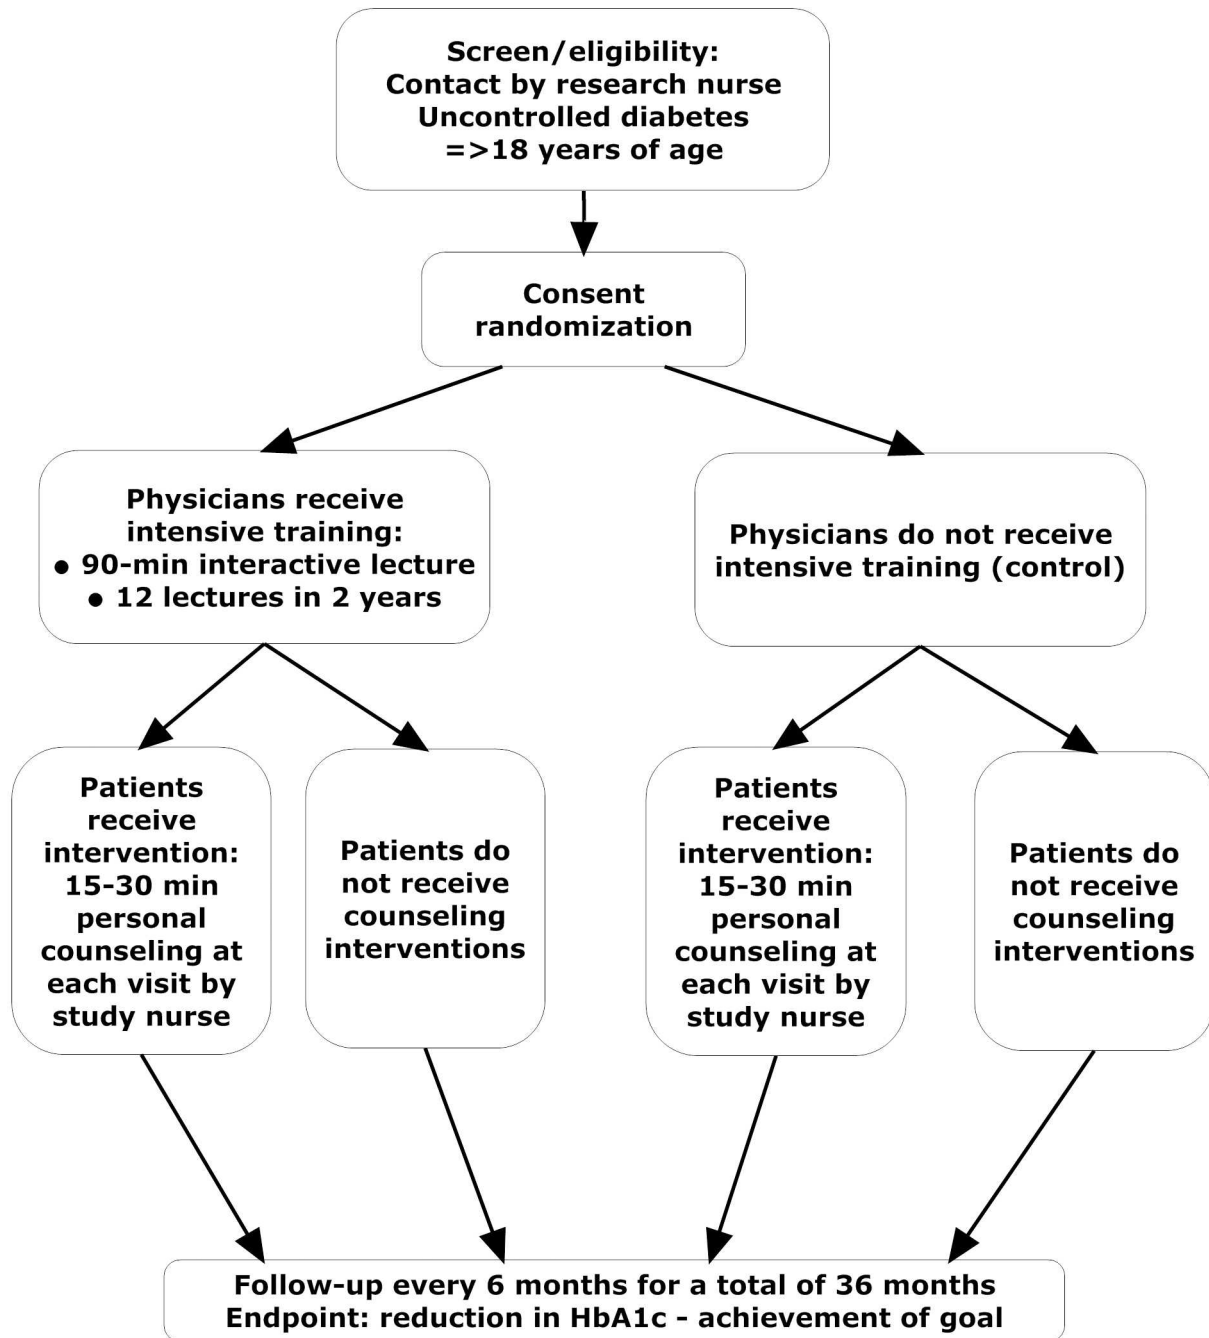 Screen/eligibility:
Contact by research nurse
Uncontrolled diabetes
=>18 years of age
Consent
randomization
Physicians receive
intensive training:
● 90-min interactive lecture
● 12 lectures in 2 years
Physicians do not receive
intensive training (control)
Patients
receive
intervention:
15-30 min
personal
counseling at
each visit by
study nurse
Patients do
not receive
counseling
interventions
Patients
receive
intervention:
15-30 min
personal
counseling at
each visit by
study nurse
Patients do
not receive
counseling
interventions
Follow-up every 6 months for a total of 36 months
Endpoint: reduction in HbA1c - achievement of goal